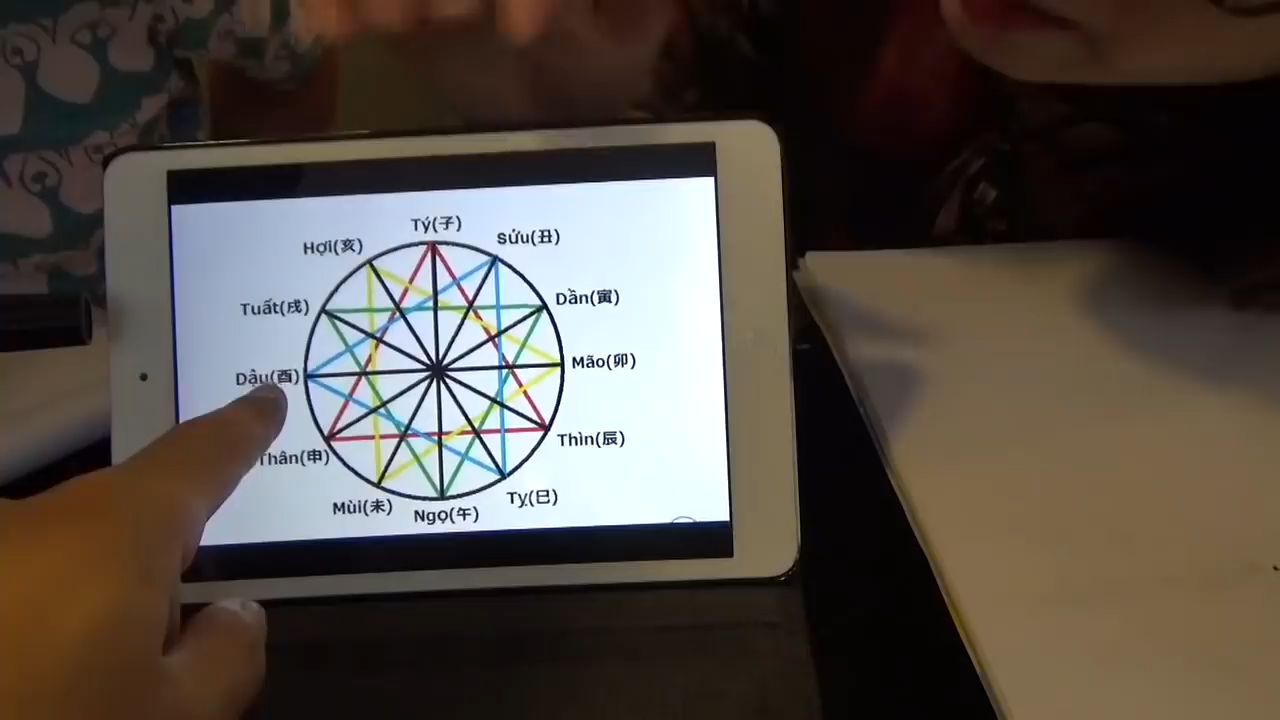 Tý(子)
Sửu(丑)
Hợi(亥)
Dần(寅)
Tuất(戌)
Mão(卯)
Dậu(酉)
Thìn(辰)
Thân(申)
Tỵ(巳)
Mùi(未)
Ngọ(午)